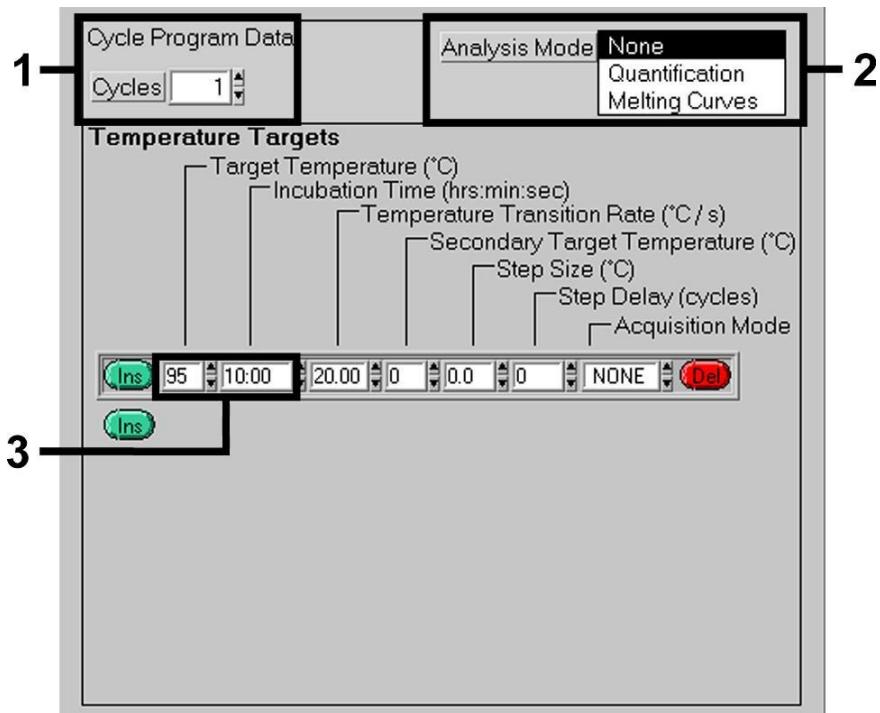 1
Cycle Program Data
Cycles 1
Analysis Mode None
Quantification
Melting Curves
2
Temperature Targets
Target Temperature (°C)
Incubation Time (hrs:min:sec)
Temperature Transition Rate (°C / s)
Secondary Target Temperature (°C)
Step Size (°C)
Step Delay (cycles)
Acquisition Mode
Ins 95 10:00 20.00 0 0.0 0 NONE Del
Ins
3